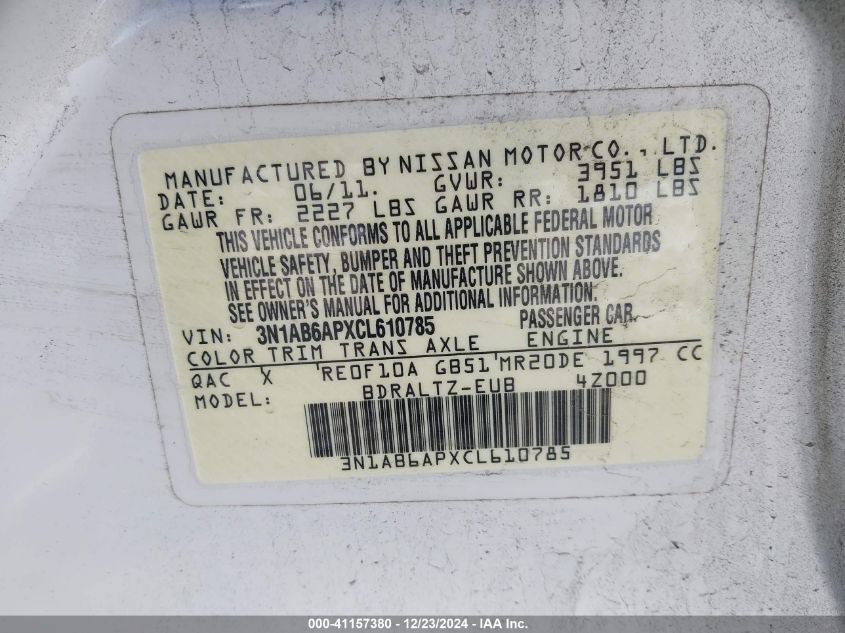 MANUFACTURED BY NISSAN MOTOR CO., LTD.
DATE: 06/11. GVWR: 3951 LBS
GAWR FR: 2227 LBS GAWR RR: 1810 LBS
THIS VEHICLE CONFORMS TO ALL APPLICABLE FEDERAL MOTOR
VEHICLE SAFETY, BUMPER AND THEFT PREVENTION STANDARDS
IN EFFECT ON THE DATE OF MANUFACTURE SHOWN ABOVE.
SEE OWNER'S MANUAL FOR ADDITIONAL INFORMATION.
VIN: 3N1AB6APXCL610785 PASSENGER CAR.
COLOR TRIM TRANS AXLE ENGINE
QAC X RE0F10A GB51 MR20DE 1997 CC
MODEL: BDRALTZ-EUB 4Z000
3N1AB6APXCL610785
000-41157380 - 12/23/2024 - IAA Inc.